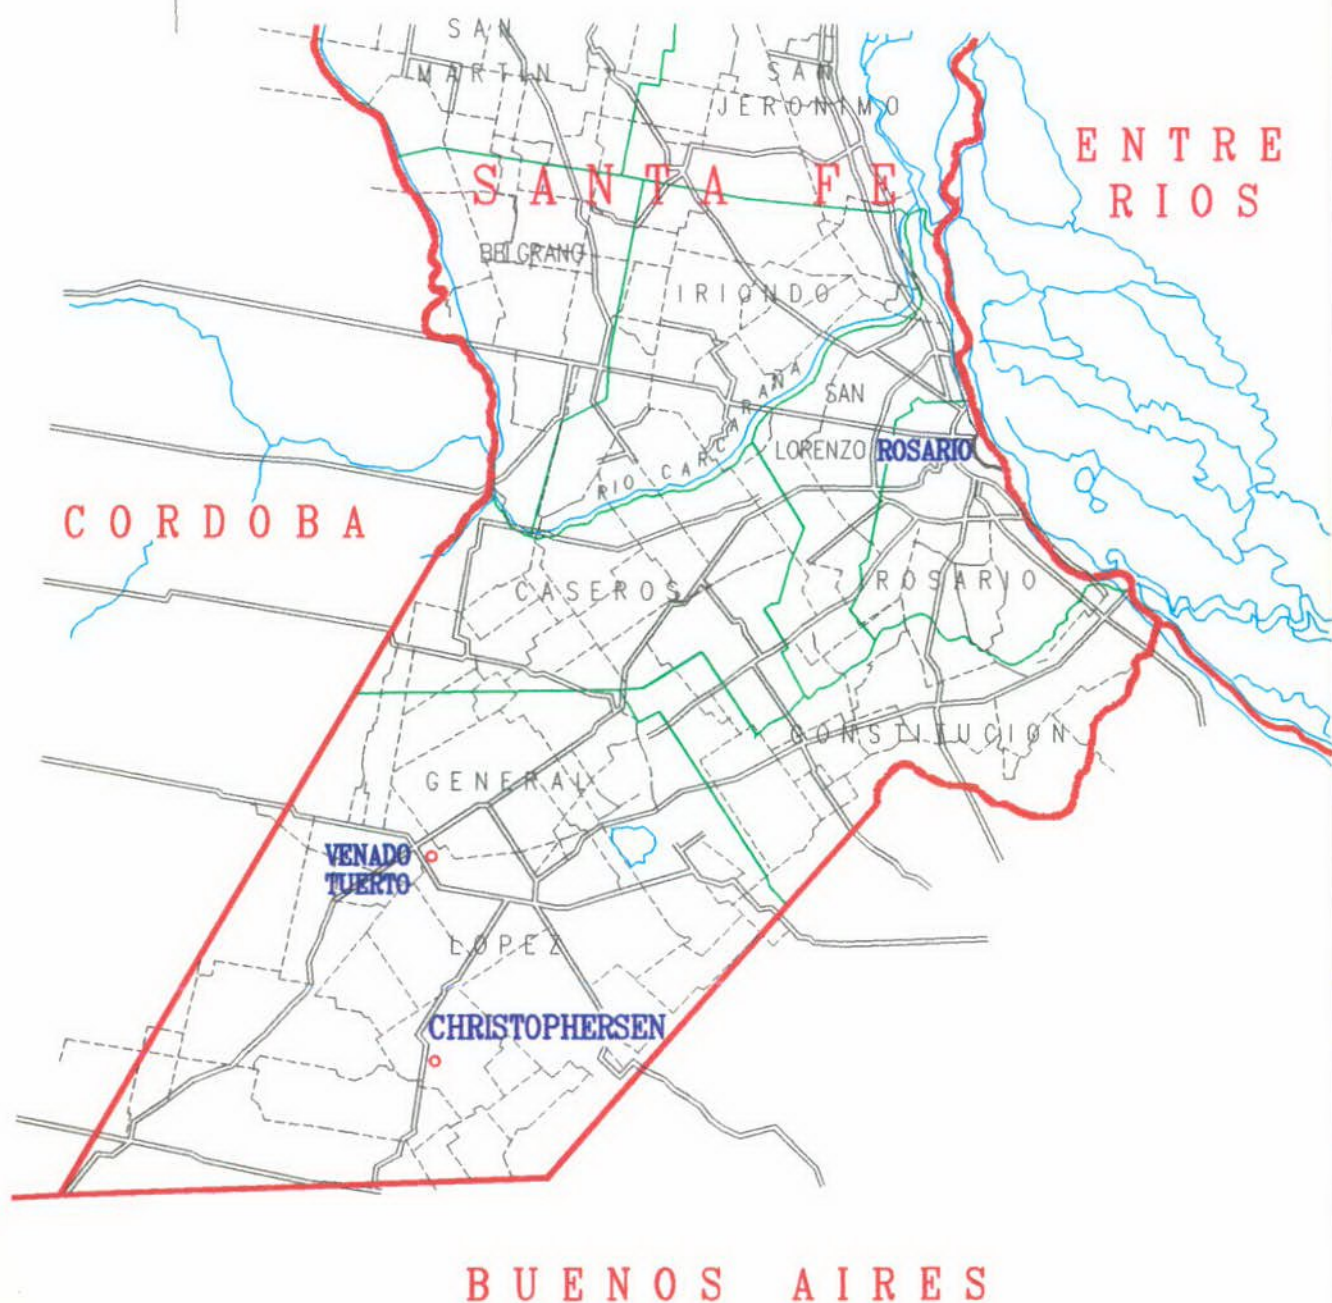 SAN
MARTIN
SAN
JERONIMO
ENTRE
RIOS
SANTA FE
BELGRANO
IRIONDO
SAN
LORENZO
ROSARIO
RIO CARCARANA
CORDOBA
CASEROS
ROSARIO
CONSTITUCION
GENERAL
VENADO
TUERTO
LOPEZ
CHRISTOPHERSEN
BUENOS AIRES